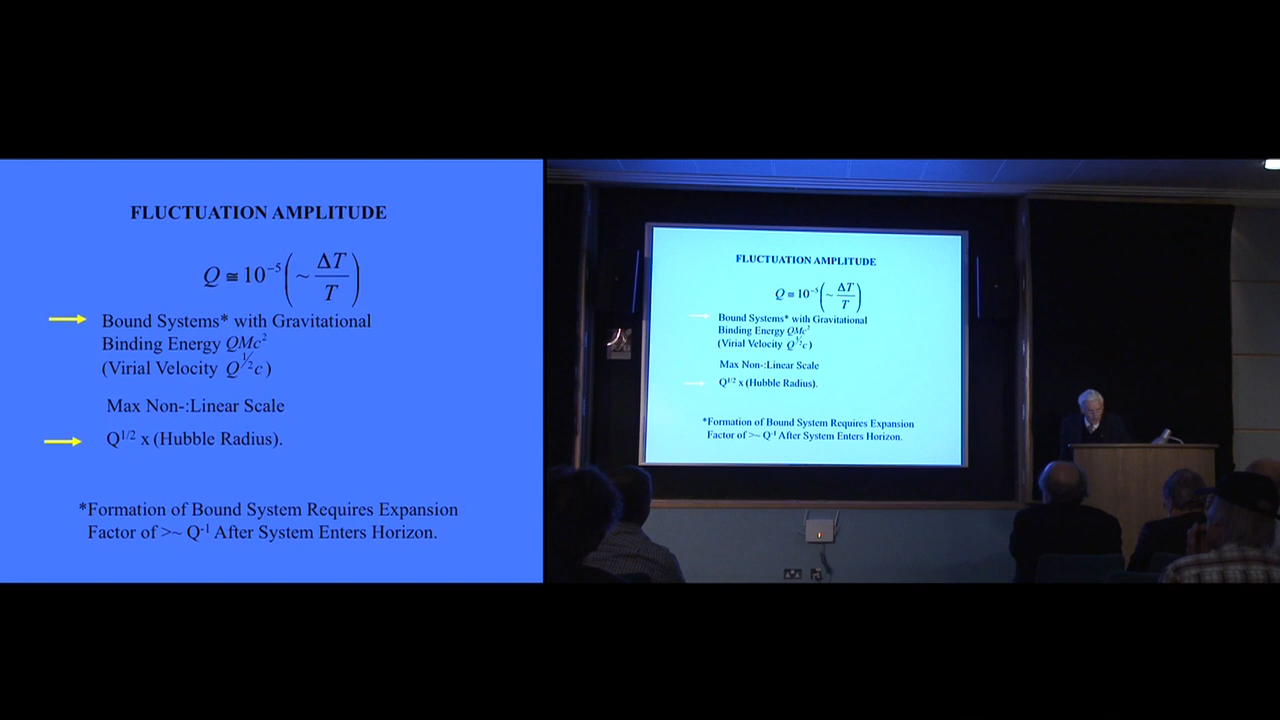 FLUCTUATION AMPLITUDE
Q ≅ 10⁻⁵ (~ ΔT/T)
Bound Systems* with Gravitational
Binding Energy QMc²
(Virial Velocity Q^½c)
Max Non-:Linear Scale
Q^1/2 x (Hubble Radius).
*Formation of Bound System Requires Expansion
Factor of >~ Q⁻¹ After System Enters Horizon.
FLUCTUATION AMPLITUDE
Q ≅ 10⁻⁵ (~ ΔT/T)
Bound Systems* with Gravitational
Binding Energy QMc²
(Virial Velocity Q^½c)
Max Non-:Linear Scale
Q^1/2 x (Hubble Radius).
*Formation of Bound System Requires Expansion
Factor of >~ Q⁻¹ After System Enters Horizon.